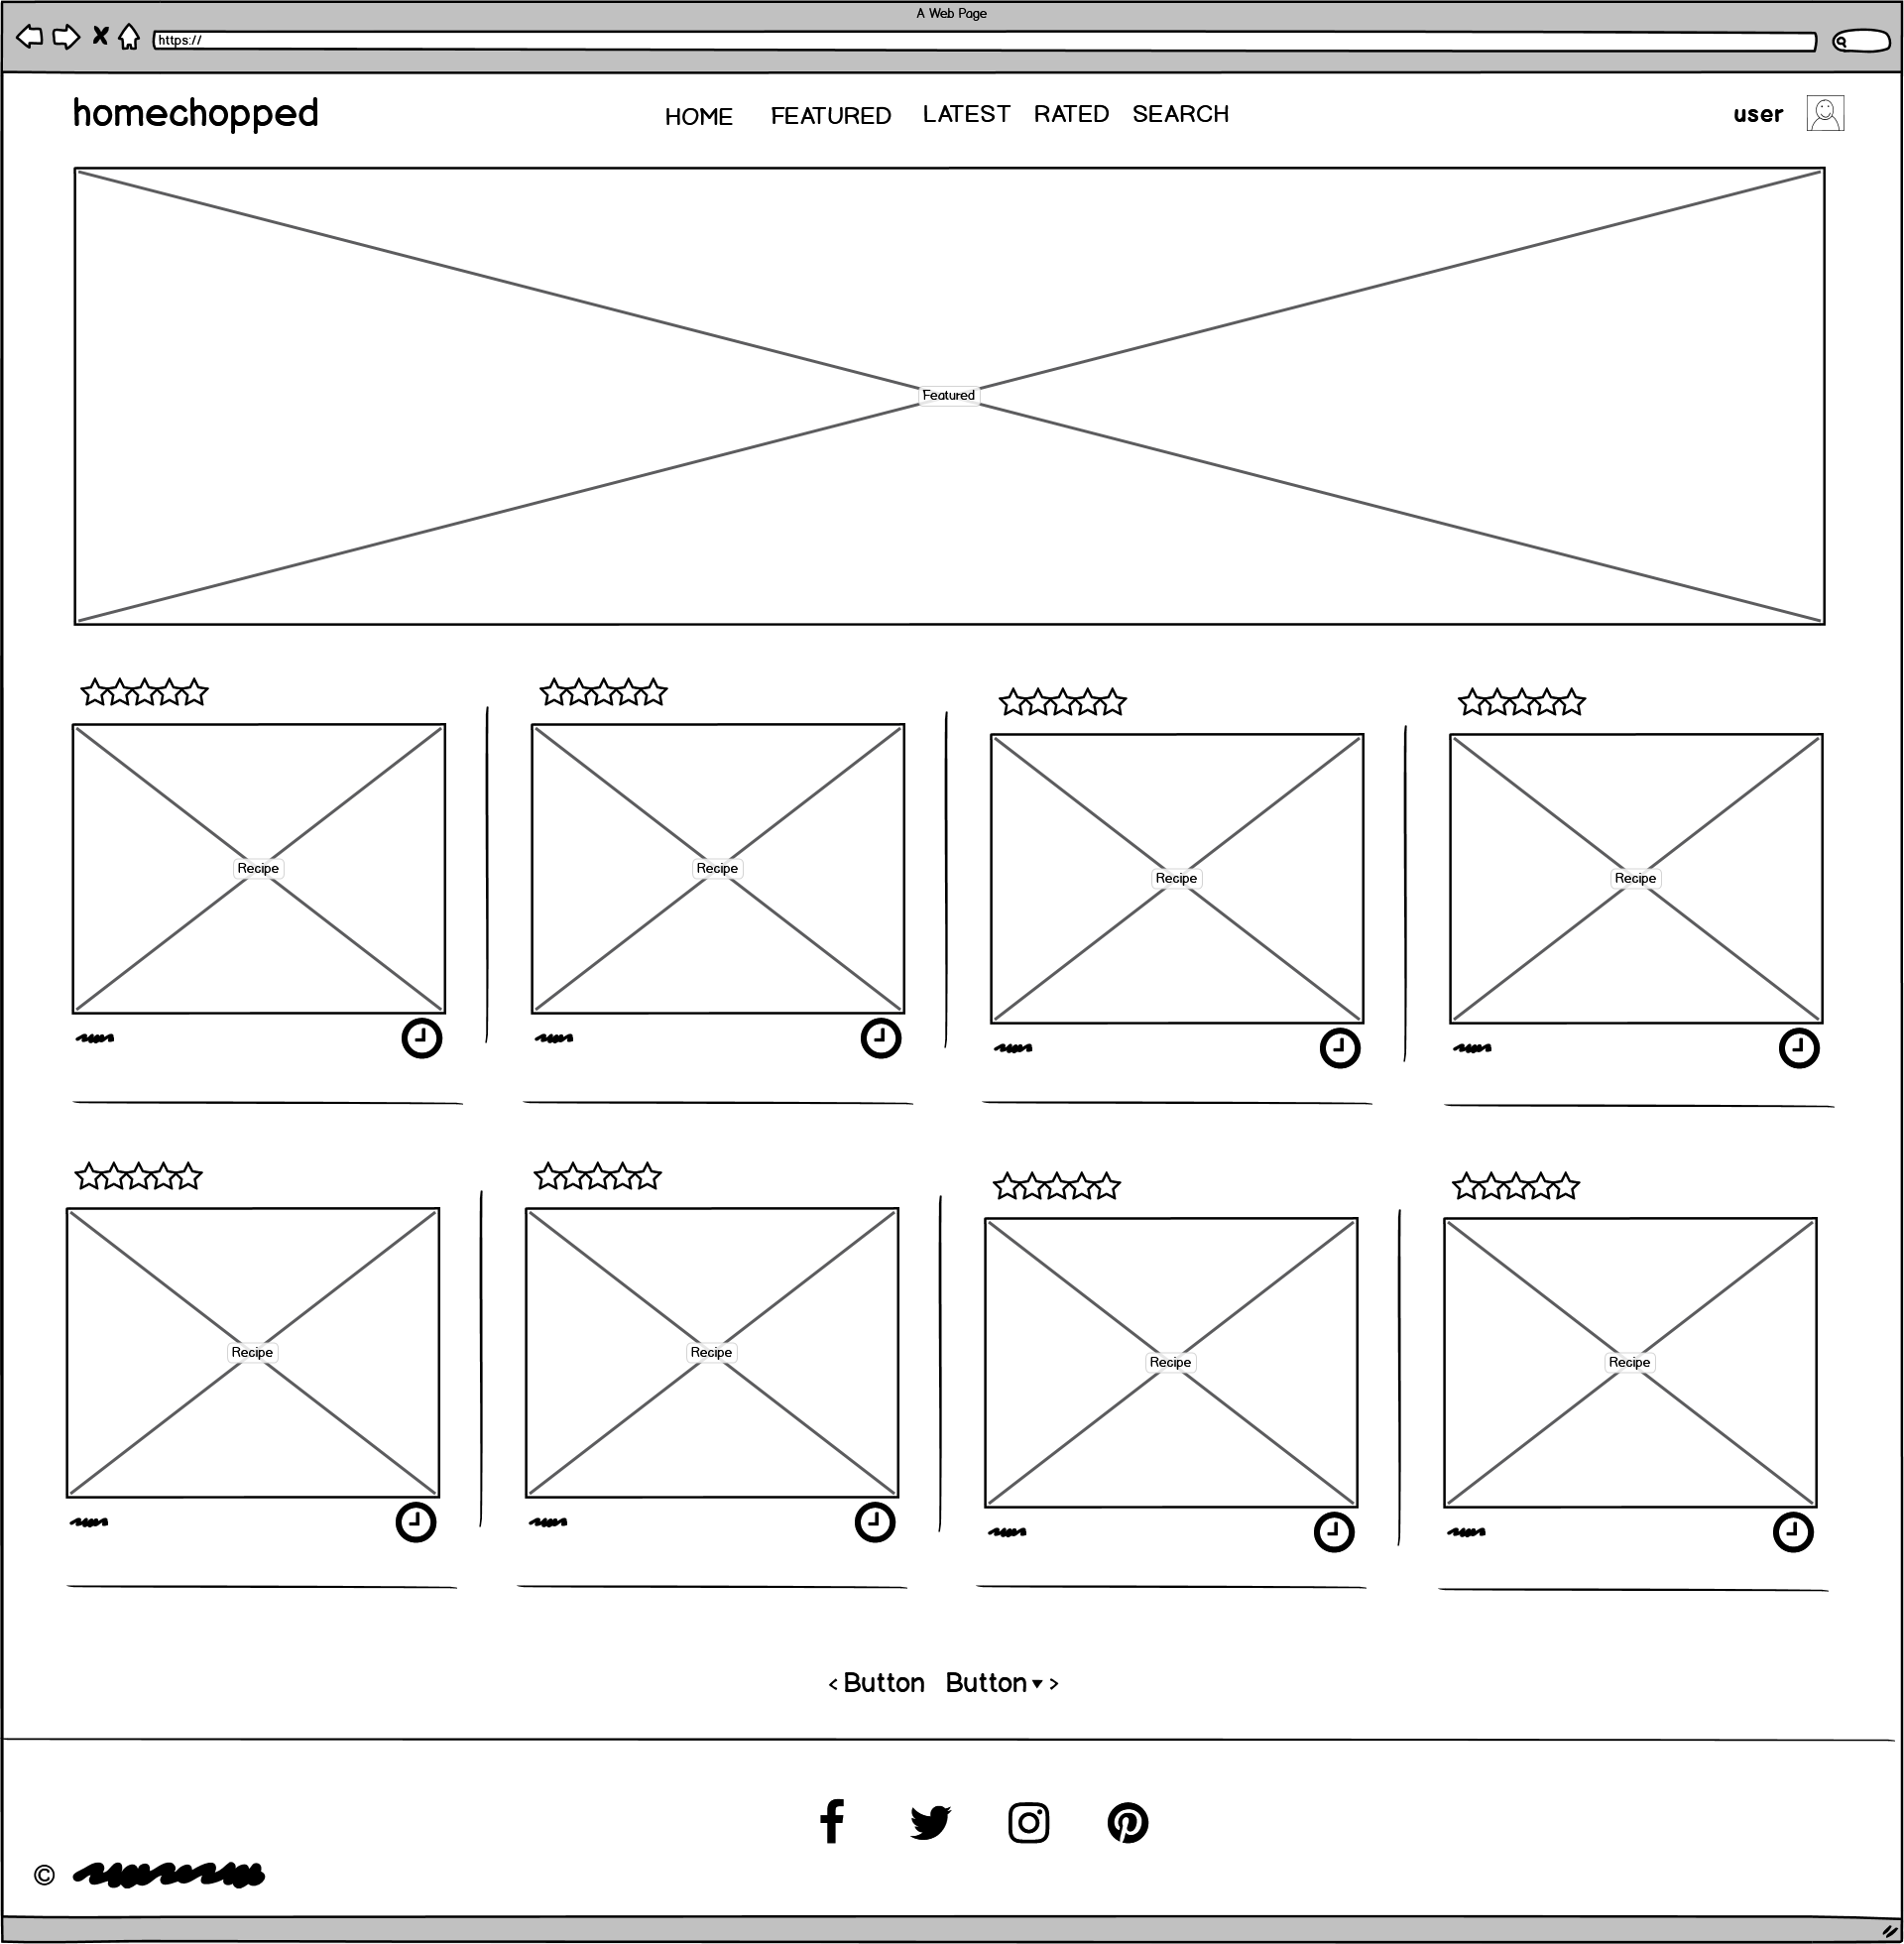 A Web Page
https://
homechopped HOME FEATURED LATEST RATED SEARCH user
Featured
Recipe Recipe Recipe Recipe
Recipe Recipe Recipe Recipe
< Button Button ▾ >
©